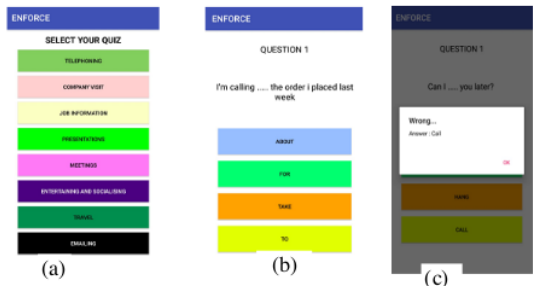 ENFORCE
SELECT YOUR QUIZ
TELEPHONING
COMPANY VISIT
JOB INFORMATION
PRESENTATIONS
MEETINGS
ENTERTAINING AND SOCIALISING
TRAVEL
EMAILING
(a)
ENFORCE
QUESTION 1
I'm calling ..... the order i placed last
week
ABOUT
FOR
TAKE
TO
(b)
ENFORCE
QUESTION 1
Can I ..... you later?
Wrong...
Answer : Call
OK
HANG
CALL
(c)